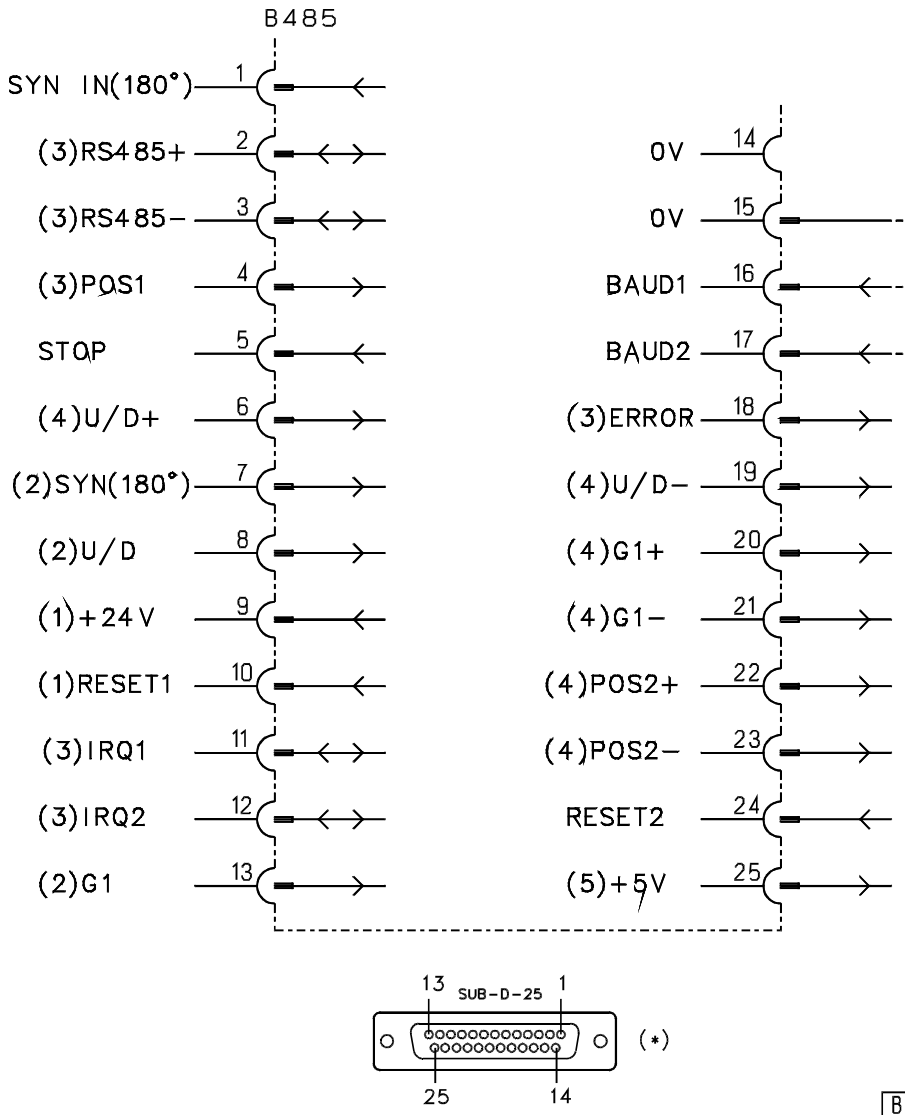 B485
SYN IN(180°) 1
(3)RS485+ 2
(3)RS485- 3
(3)POS1 4
STOP 5
(4)U/D+ 6
(2)SYN(180°) 7
(2)U/D 8
(1)+24V 9
(1)RESET1 10
(3)IRQ1 11
(3)IRQ2 12
(2)G1 13
0V 14
0V 15
BAUD1 16
BAUD2 17
(3)ERROR 18
(4)U/D- 19
(4)G1+ 20
(4)G1- 21
(4)POS2+ 22
(4)POS2- 23
RESET2 24
(5)+5V 25
13 SUB-D-25 1
(*)
25 14
B